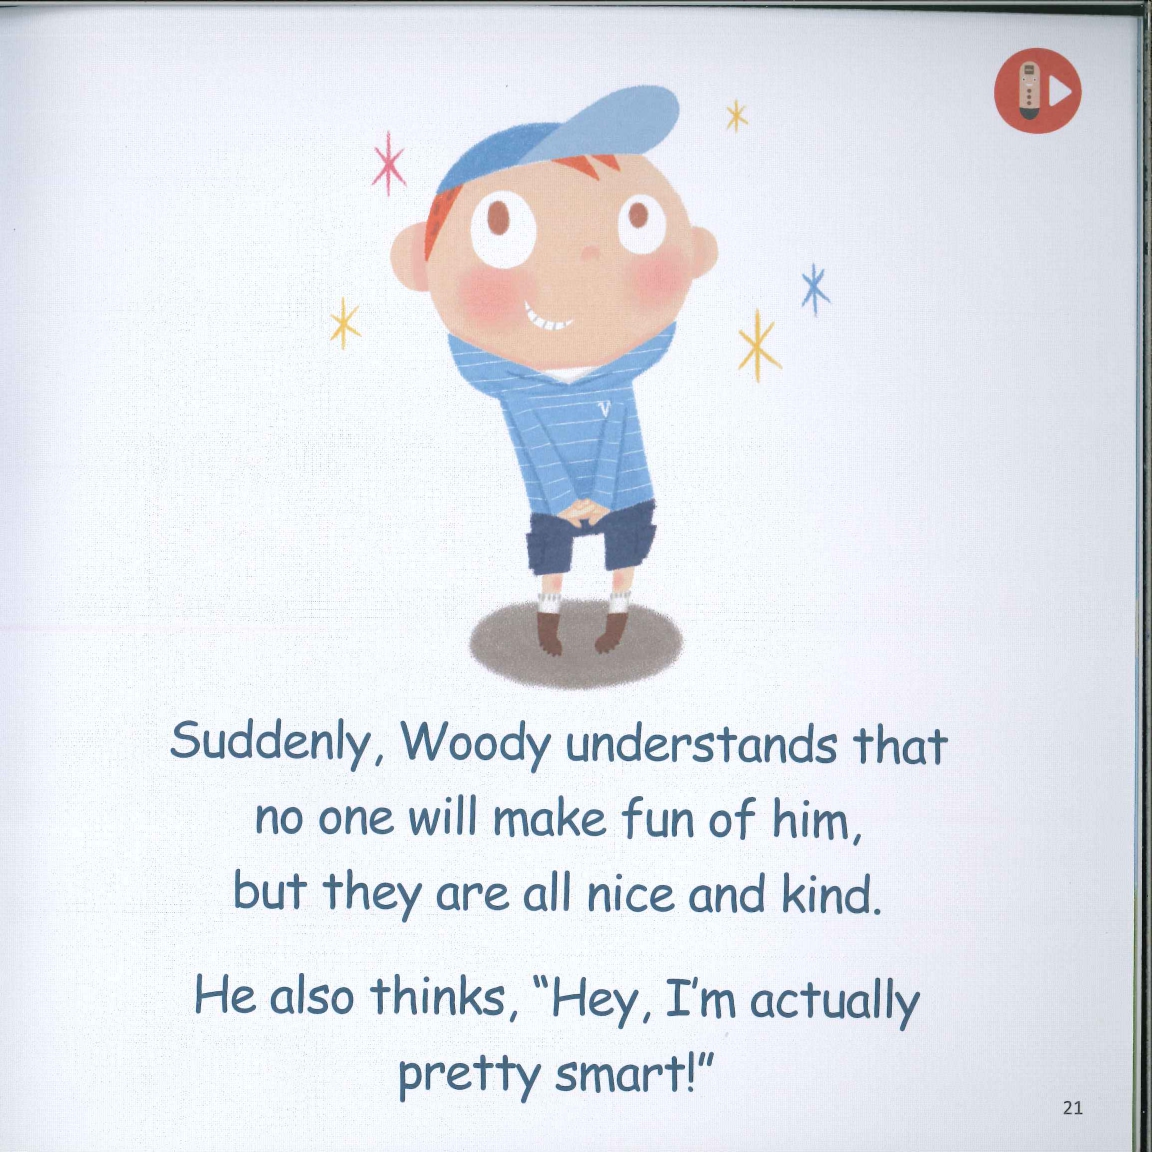 Suddenly, Woody understands that
no one will make fun of him,
but they are all nice and kind.
He also thinks, “Hey, I’m actually
pretty smart!”
21